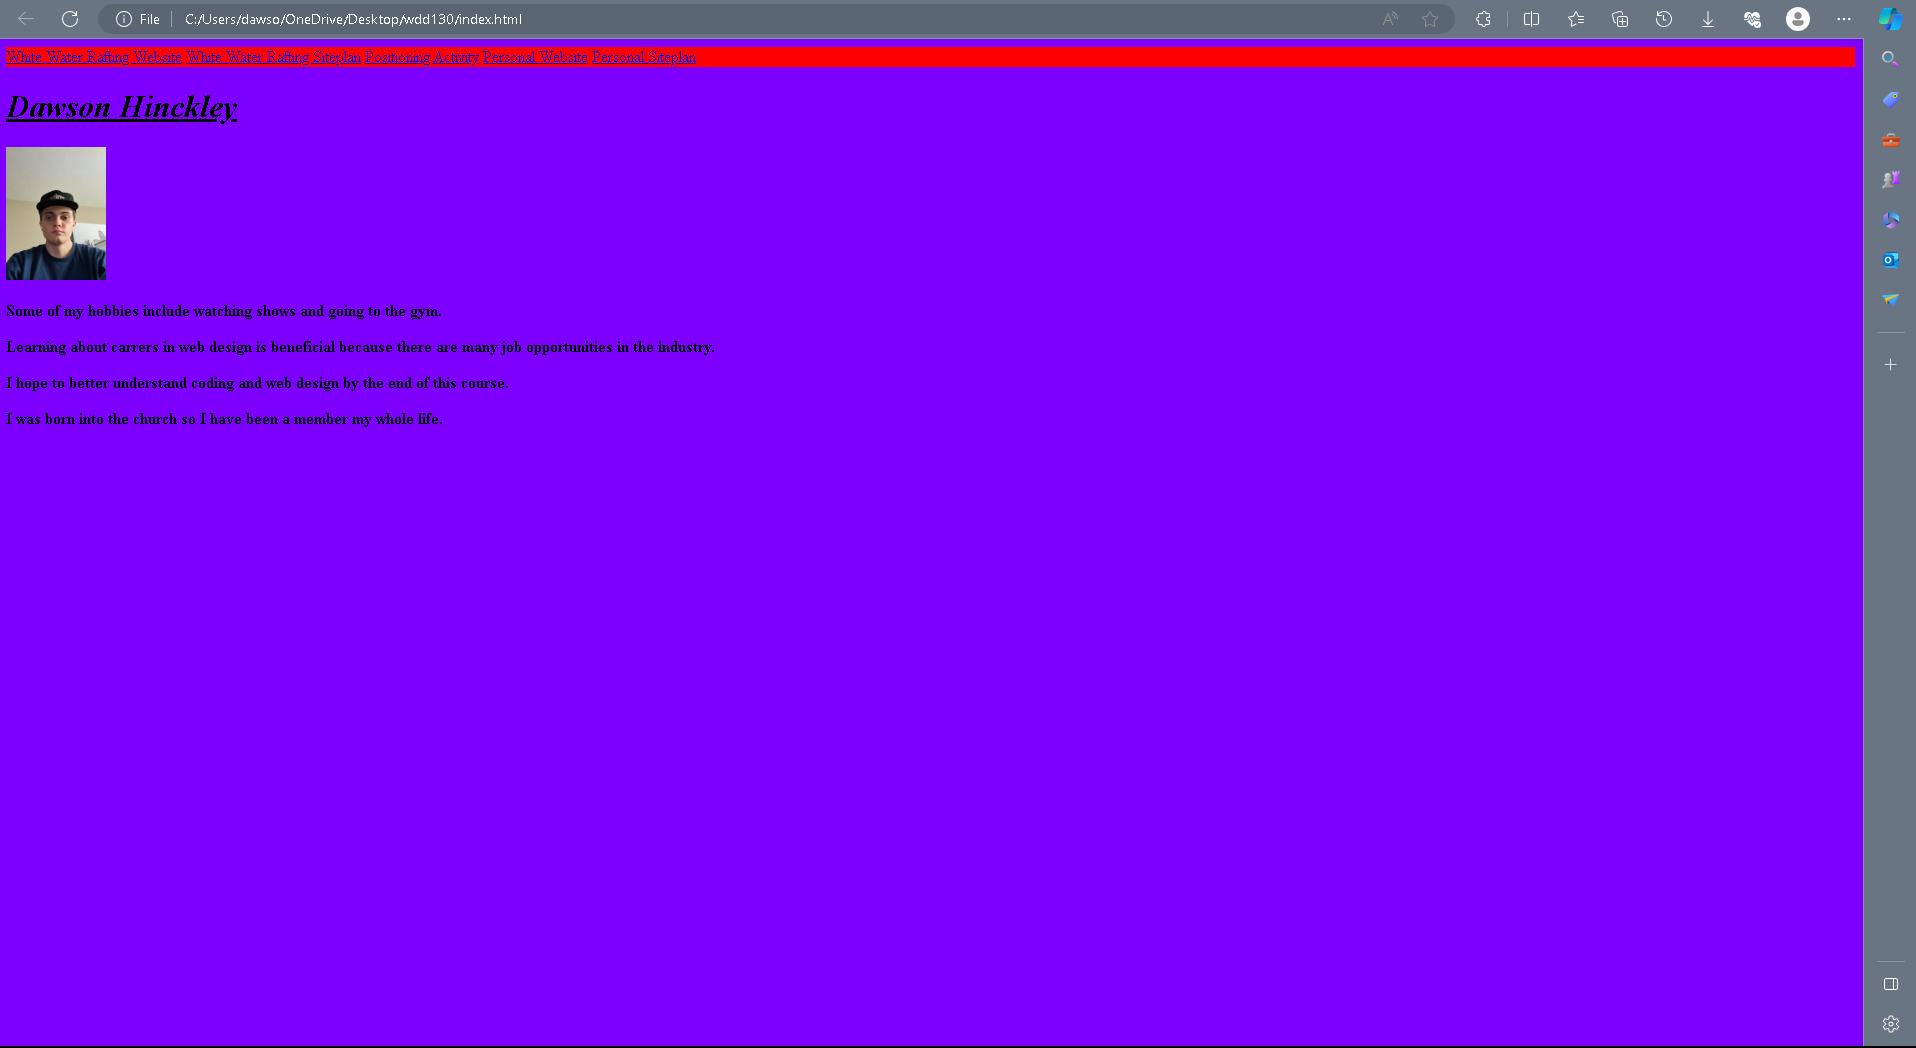 File C:/Users/dawso/OneDrive/Desktop/wdd130/index.html
White Water Rafting Website White Water Rafting Siteplan Positioning Activity Personal Website Personal Siteplan
Dawson Hinckley
Some of my hobbies include watching shows and going to the gym.
Learning about carrers in web design is beneficial because there are many job opportunities in the industry.
I hope to better understand coding and web design by the end of this course.
I was born into the church so I have been a member my whole life.